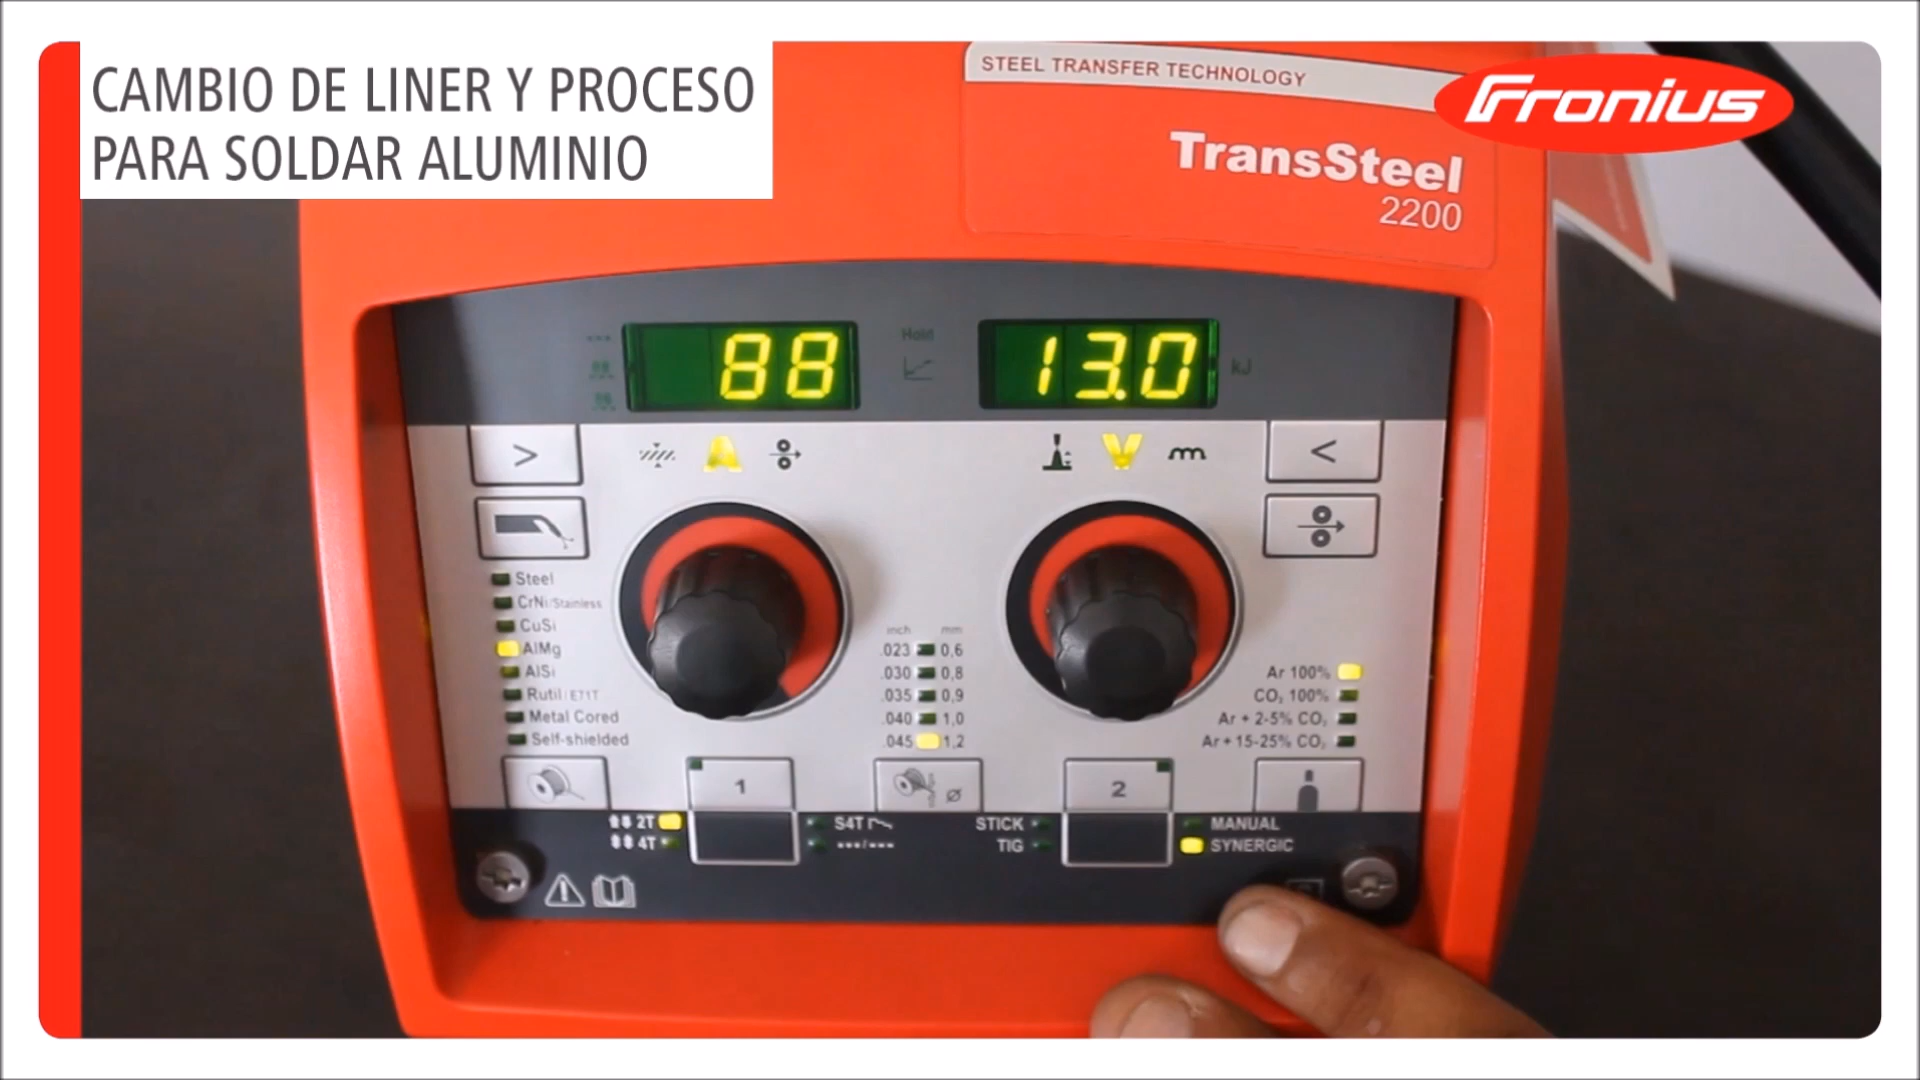 CAMBIO DE LINER Y PROCESO
PARA SOLDAR ALUMINIO
STEEL TRANSFER TECHNOLOGY
Fronius
TransSteel
2200
Hold
88
13.0
kJ
A
V
>
<
Steel
CrNi/Stainless
CuSi
AlMg
AlSi
Rutil/E71T
Metal Cored
Self-shielded
inch mm
.023 0,6
.030 0,8
.035 0,9
.040 1,0
.045 1,2
Ar 100%
CO₂ 100%
Ar + 2-5% CO₂
Ar + 15-25% CO₂
1
Ø
2
2T
4T
S4T
---/---
STICK
TIG
MANUAL
SYNERGIC